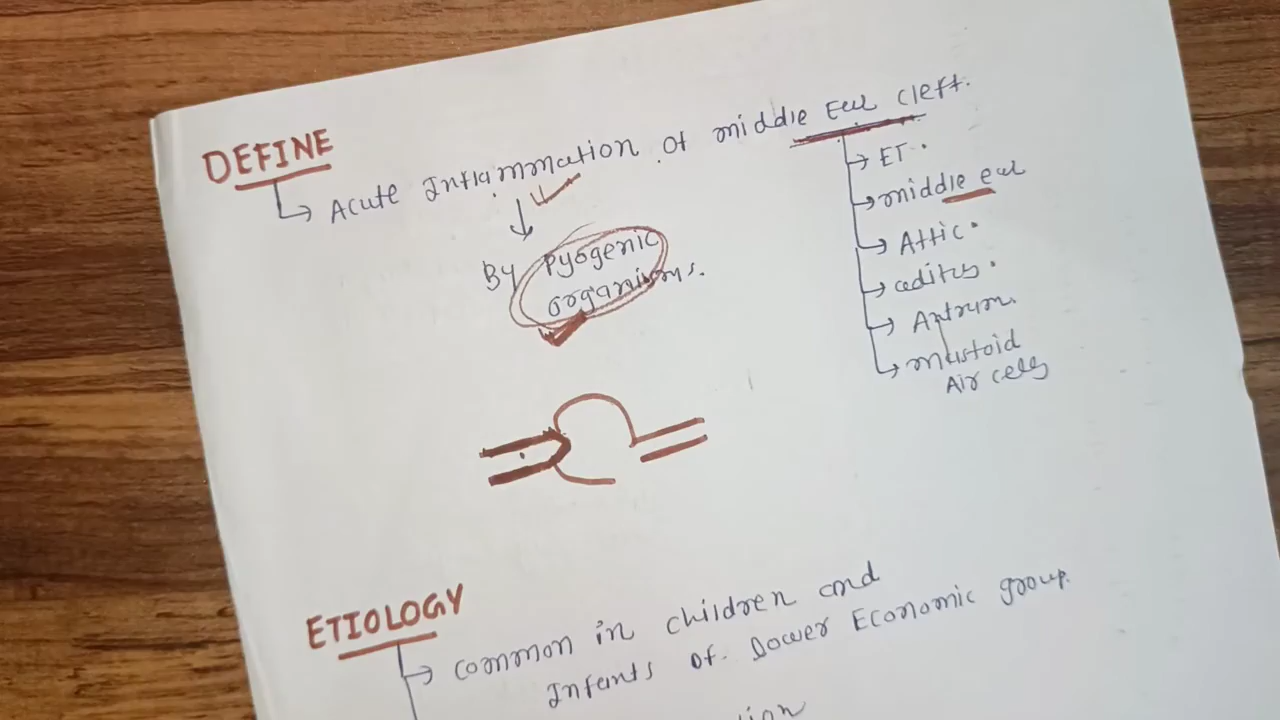 DEFINE
Acute Inflammation of middle Ear cleft.
By Pyogenic
organisms.
ET.
middle ear
Attic.
aditus.
Antrum.
mastoid
Air cells
ETIOLOGY
common in children and
Infants of Lower Economic group.